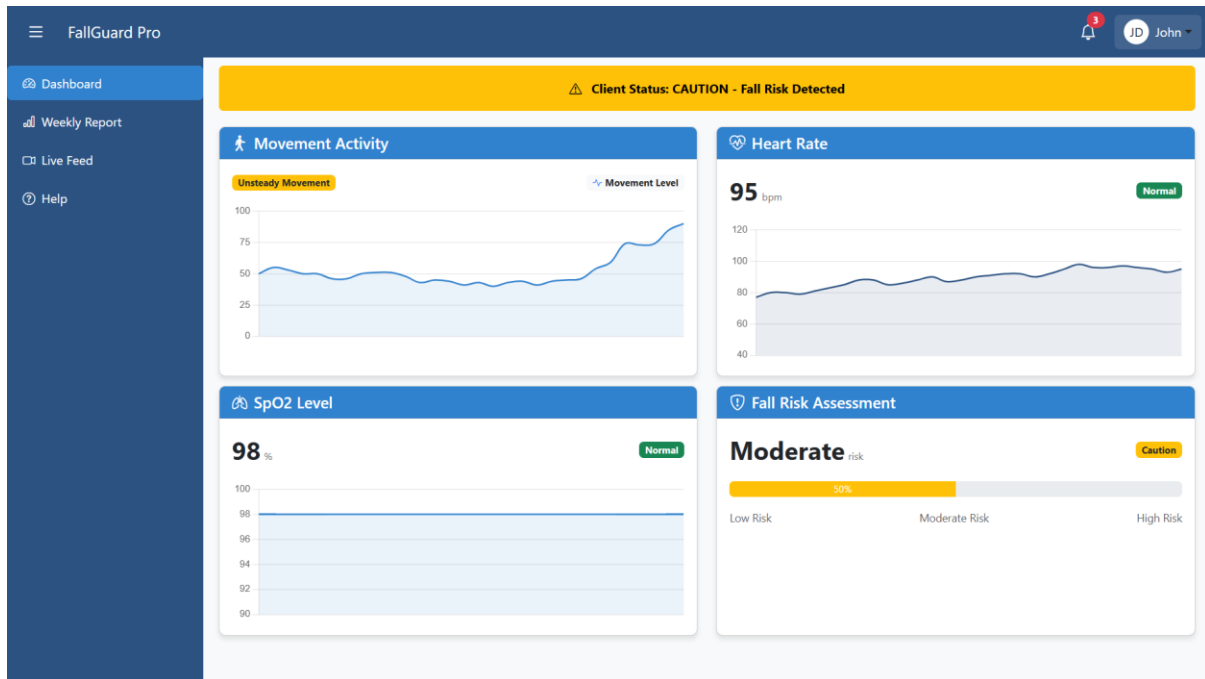 FallGuard Pro
3
JD John
Dashboard
Weekly Report
Live Feed
Help
Client Status: CAUTION - Fall Risk Detected
Movement Activity
Unsteady Movement
Movement Level
100
75
50
25
0
Heart Rate
95 bpm
Normal
120
100
80
60
40
SpO2 Level
98 %
Normal
100
98
96
94
92
90
Fall Risk Assessment
Moderate risk
Caution
50%
Low Risk Moderate Risk High Risk